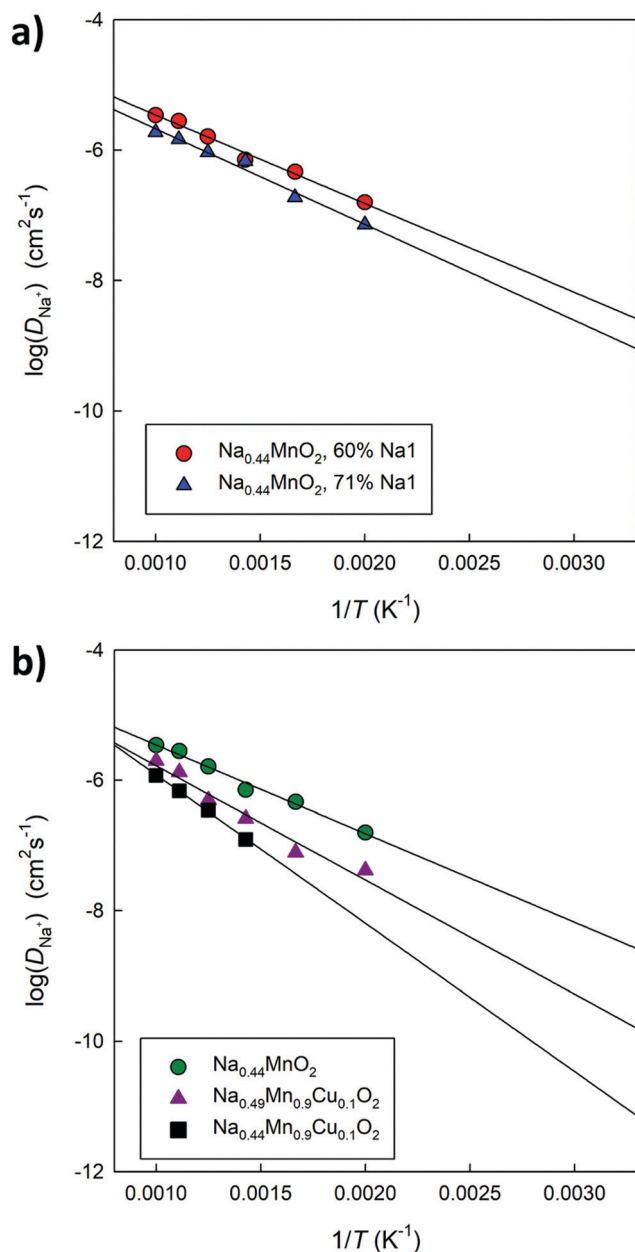 a)
-4
-6
-8
-10
-12
log(D_Na⁺) (cm²s⁻¹)
Na₀.₄₄MnO₂, 60% Na1
Na₀.₄₄MnO₂, 71% Na1
0.0010 0.0015 0.0020 0.0025 0.0030
1/T (K⁻¹)
b)
-4
-6
-8
-10
-12
log(D_Na⁺) (cm²s⁻¹)
Na₀.₄₄MnO₂
Na₀.₄₉Mn₀.₉Cu₀.₁O₂
Na₀.₄₄Mn₀.₉Cu₀.₁O₂
0.0010 0.0015 0.0020 0.0025 0.0030
1/T (K⁻¹)